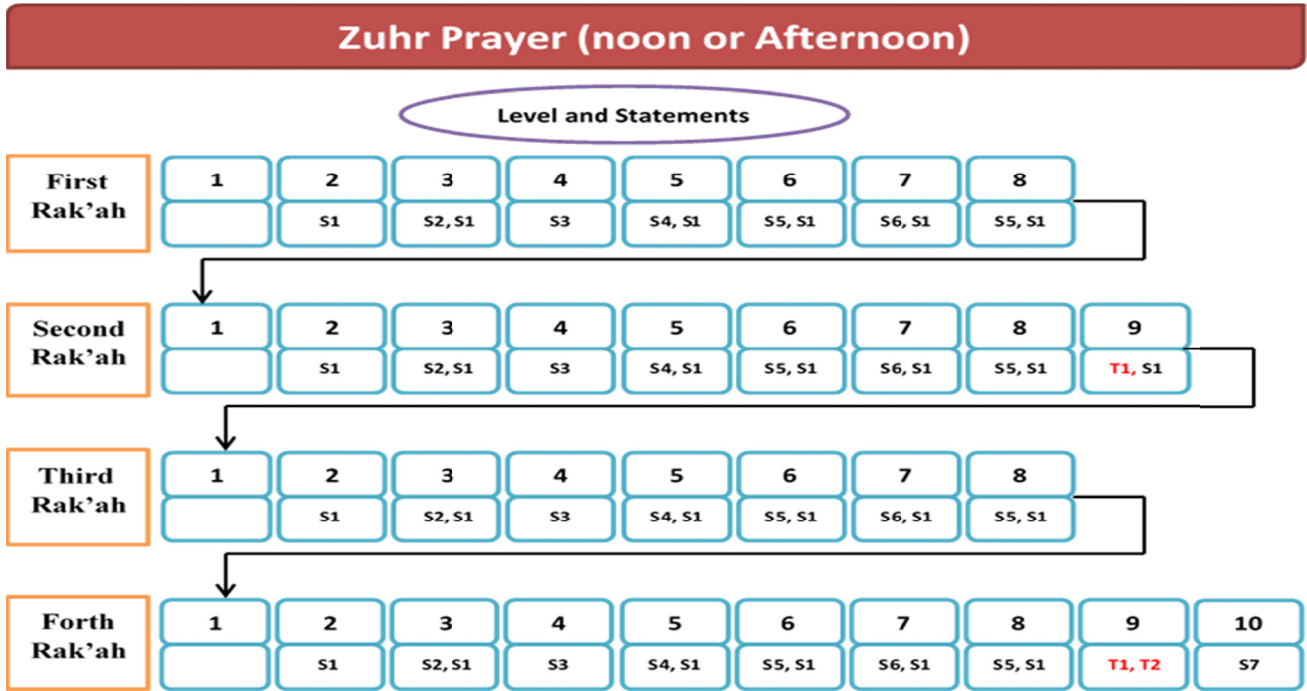 Zuhr Prayer (noon or Afternoon)
Level and Statements
First
Rak'ah
1 2 3 4 5 6 7 8
S1 S2, S1 S3 S4, S1 S5, S1 S6, S1 S5, S1
Second
Rak'ah
1 2 3 4 5 6 7 8 9
S1 S2, S1 S3 S4, S1 S5, S1 S6, S1 S5, S1 T1, S1
Third
Rak'ah
1 2 3 4 5 6 7 8
S1 S2, S1 S3 S4, S1 S5, S1 S6, S1 S5, S1
Forth
Rak'ah
1 2 3 4 5 6 7 8 9 10
S1 S2, S1 S3 S4, S1 S5, S1 S6, S1 S5, S1 T1, T2 S7